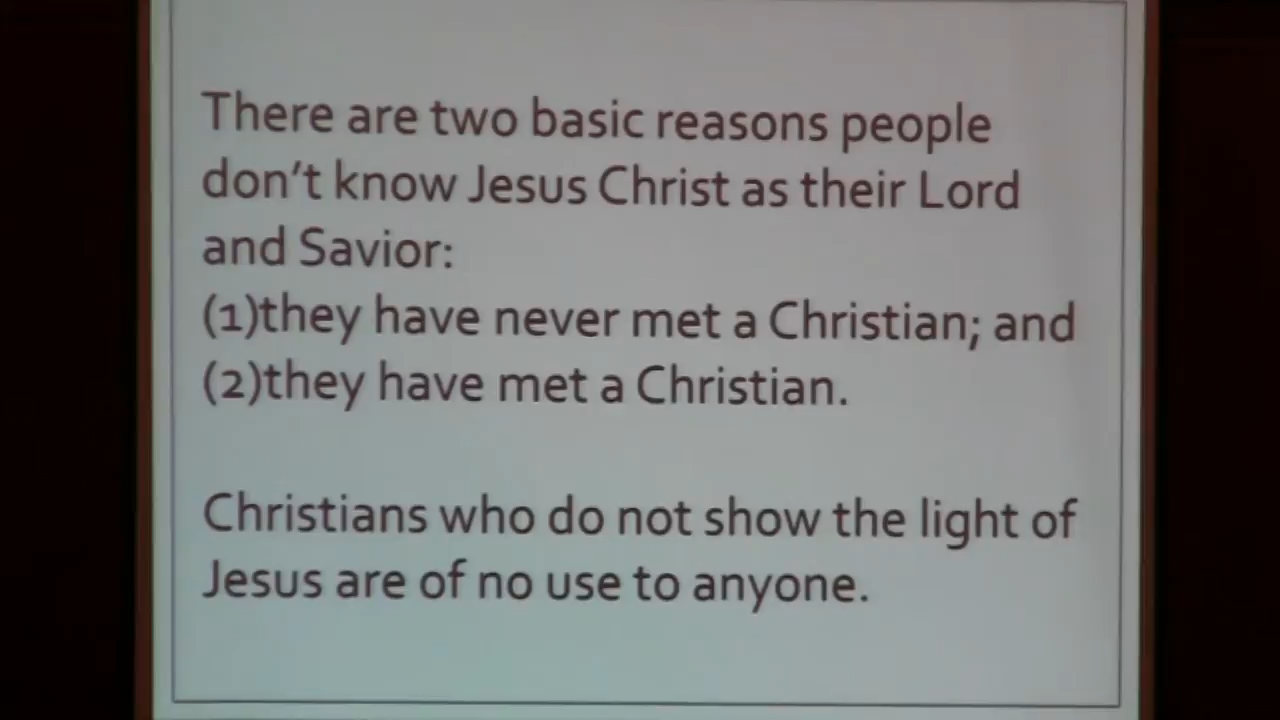 There are two basic reasons people
don't know Jesus Christ as their Lord
and Savior:
(1)they have never met a Christian; and
(2)they have met a Christian.
Christians who do not show the light of
Jesus are of no use to anyone.